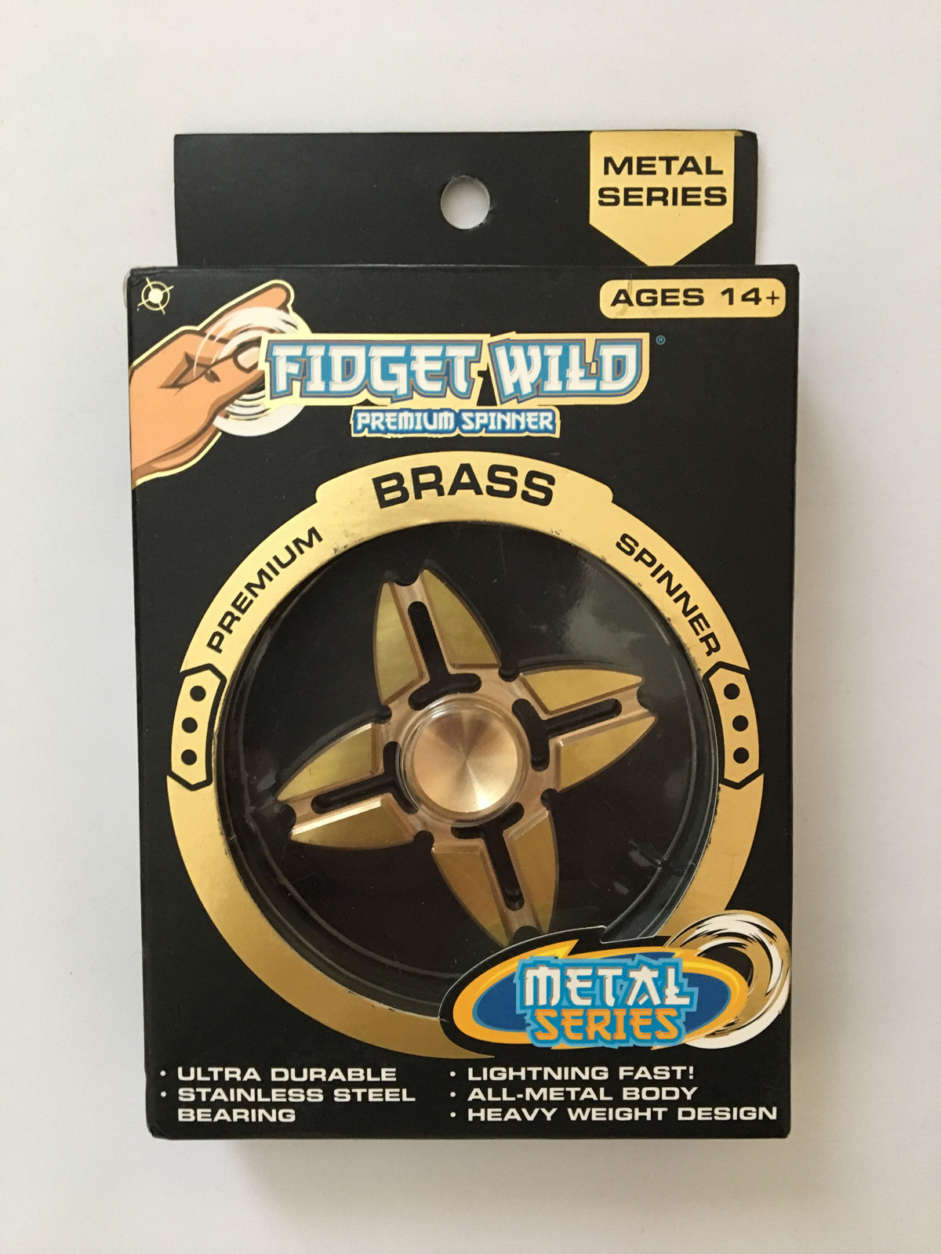 METAL
SERIES
AGES 14+
FIDGET WILD®
PREMIUM SPINNER
BRASS
PREMIUM
SPINNER
METAL
SERIES
• ULTRA DURABLE
• STAINLESS STEEL
BEARING
• LIGHTNING FAST!
• ALL-METAL BODY
• HEAVY WEIGHT DESIGN